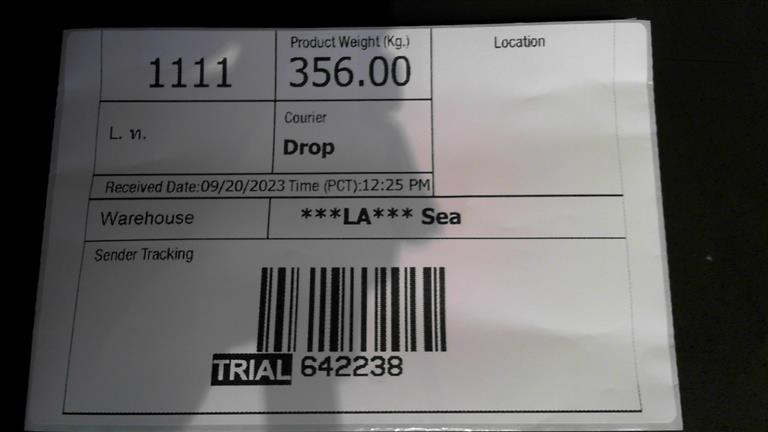 Product Weight (Kg.)
Location
1111
356.00
L. ท.
Courier
Drop
Received Date:09/20/2023 Time (PCT):12:25 PM
Warehouse
***LA*** Sea
Sender Tracking
TRIAL 642238